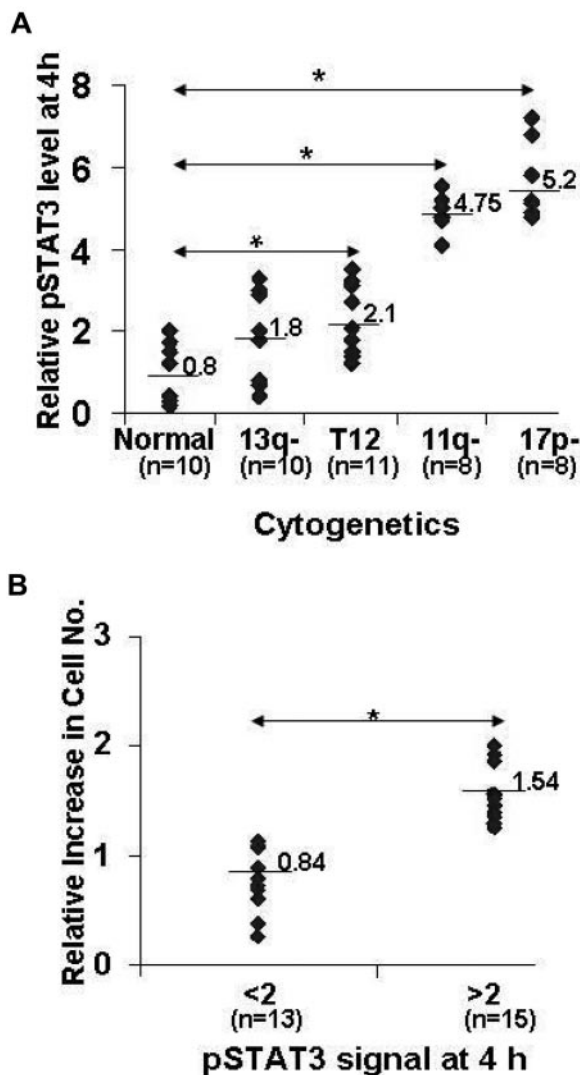 A
Relative pSTAT3 level at 4h
8
6
4
2
0
*
*
*
0.8
1.8
2.1
4.75
5.2
Normal 13q- T12 11q- 17p-
(n=10) (n=10) (n=11) (n=8) (n=8)
Cytogenetics
B
Relative Increase in Cell No.
3
2
1
0
*
0.84
1.54
<2 >2
(n=13) (n=15)
pSTAT3 signal at 4 h